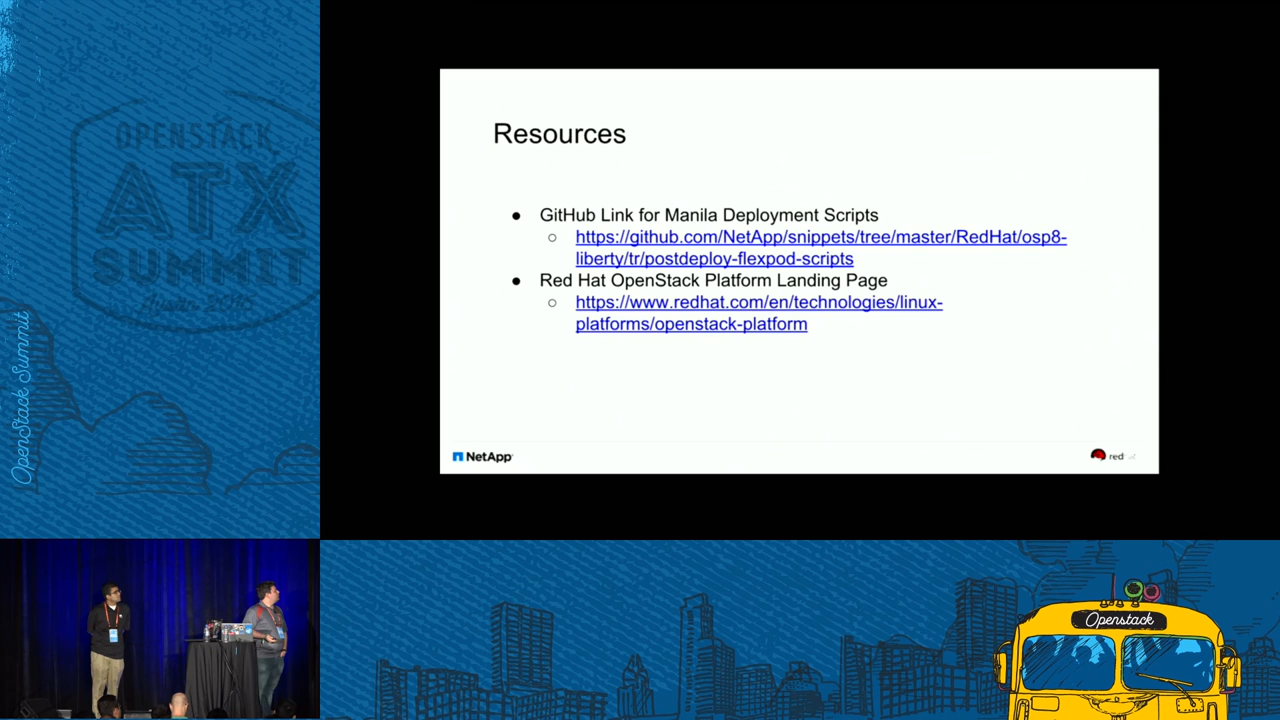 OPENSTACK
ATX
SUMMIT
OpenStack Summit
Resources
● GitHub Link for Manila Deployment Scripts
○ https://github.com/NetApp/snippets/tree/master/RedHat/osp8-
liberty/tr/postdeploy-flexpod-scripts
● Red Hat OpenStack Platform Landing Page
○ https://www.redhat.com/en/technologies/linux-
platforms/openstack-platform
NetApp
red
Openstack